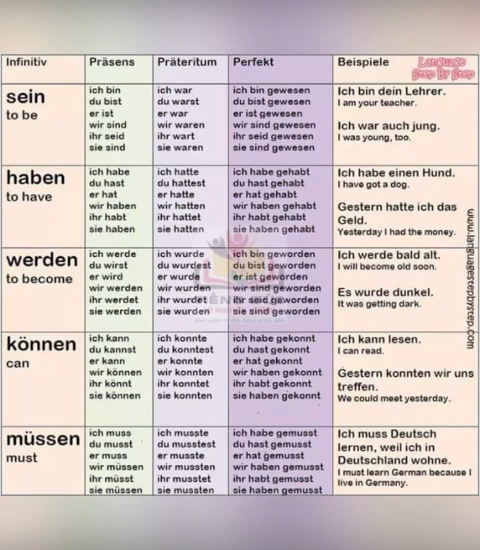 Infinitiv Präsens Präteritum Perfekt Beispiele
Language
Step by Step
sein
to be
ich bin
du bist
er ist
wir sind
ihr seid
sie sind
ich war
du warst
er war
wir waren
ihr wart
sie waren
ich bin gewesen
du bist gewesen
er ist gewesen
wir sind gewesen
ihr seid gewesen
sie sind gewesen
Ich bin dein Lehrer.
I am your teacher.
Ich war auch jung.
I was young, too.
haben
to have
ich habe
du hast
er hat
wir haben
ihr habt
sie haben
ich hatte
du hattest
er hatte
wir hatten
ihr hattet
sie hatten
ich habe gehabt
du hast gehabt
er hat gehabt
wir haben gehabt
ihr habt gehabt
sie haben gehabt
Ich habe einen Hund.
I have got a dog.
Gestern hatte ich das
Geld.
Yesterday I had the money.
werden
to become
ich werde
du wirst
er wird
wir werden
ihr werdet
sie werden
ich wurde
du wurdest
er wurde
wir wurden
ihr wurdet
sie wurden
ich bin geworden
du bist geworden
er ist geworden
wir sind geworden
ihr seid geworden
sie sind geworden
Ich werde bald alt.
I will become old soon.
Es wurde dunkel.
It was getting dark.
können
can
ich kann
du kannst
er kann
wir können
ihr könnt
sie können
ich konnte
du konntest
er konnte
wir konnten
ihr konntet
sie konnten
ich habe gekonnt
du hast gekonnt
er hat gekonnt
wir haben gekonnt
ihr habt gekonnt
sie haben gekonnt
Ich kann lesen.
I can read.
Gestern konnten wir uns
treffen.
We could meet yesterday.
müssen
must
ich muss
du musst
er muss
wir müssen
ihr müsst
sie müssen
ich musste
du musstest
er musste
wir mussten
ihr musstet
sie mussten
ich habe gemusst
du hast gemusst
er hat gemusst
wir haben gemusst
ihr habt gemusst
sie haben gemusst
Ich muss Deutsch
lernen, weil ich in
Deutschland wohne.
I must learn German because I
live in Germany.
www.languagestepbystep.com